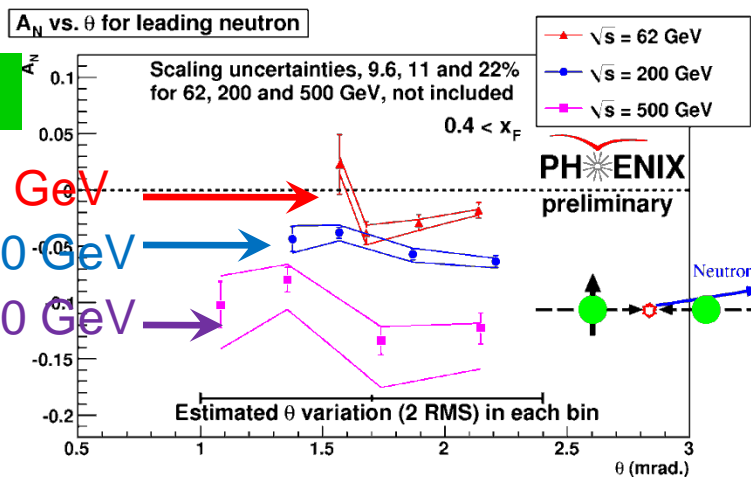 A_N vs. θ for leading neutron
A_N
Scaling uncertainties, 9.6, 11 and 22%
for 62, 200 and 500 GeV, not included
0.4 < x_F
√s = 62 GeV
√s = 200 GeV
√s = 500 GeV
PHENIX
preliminary
0.1
0.05
0
-0.05
-0.1
-0.15
-0.2
GeV
0 GeV
0 GeV
Neutron
Estimated θ variation (2 RMS) in each bin
0.5 1 1.5 2 2.5 3
θ (mrad.)